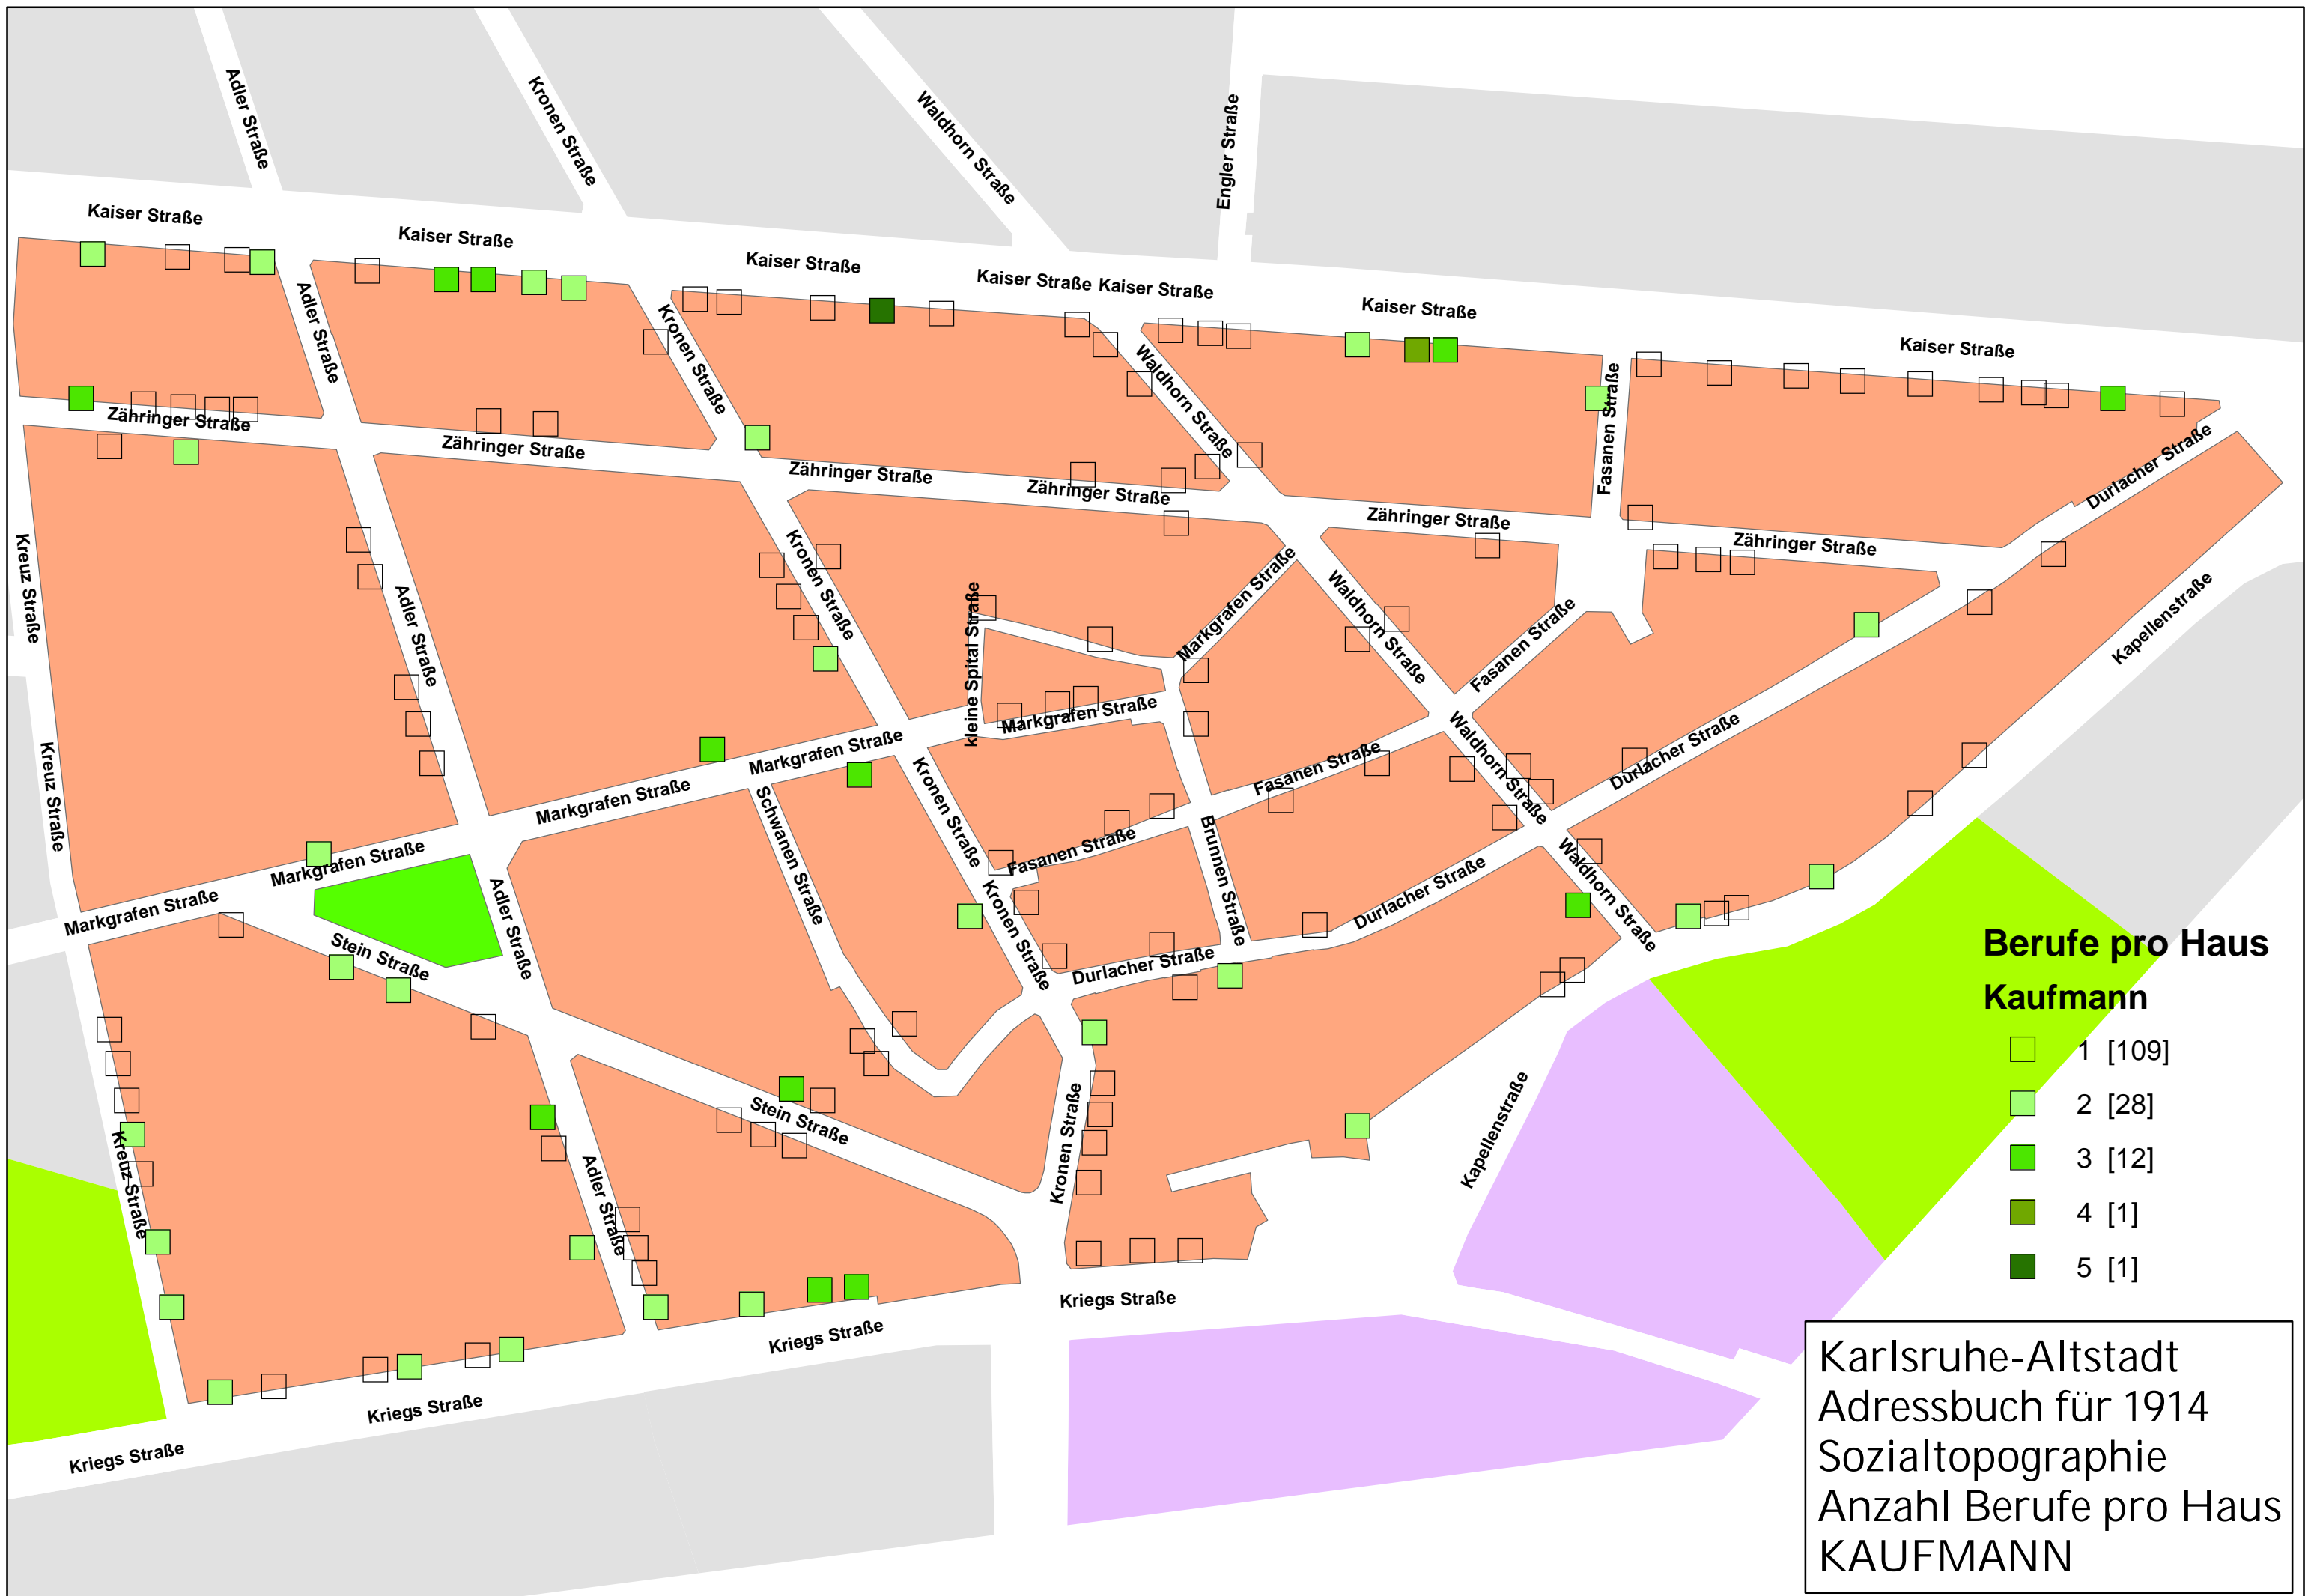 Adler Straße
Kronen Straße
Waldhorn Straße
Engler Straße
Kaiser Straße
Kaiser Straße
Kaiser Straße
Kaiser Straße
Kaiser Straße
Kaiser Straße
Kaiser Straße
Adler Straße
Kronen Straße
Waldhorn Straße
Fasanen Straße
Durlacher Straße
Zähringer Straße
Zähringer Straße
Zähringer Straße
Zähringer Straße
Zähringer Straße
Zähringer Straße
Kreuz Straße
Adler Straße
Kronen Straße
kleine Spital Straße
Markgrafen Straße
Waldhorn Straße
Fasanen Straße
Kapellenstraße
Kreuz Straße
Markgrafen Straße
Markgrafen Straße
Markgrafen Straße
Markgrafen Straße
Markgrafen Straße
Schwanen Straße
Kronen Straße
Fasanen Straße
Fasanen Straße
Waldhorn Straße
Durlacher Straße
Brunnen Straße
Durlacher Straße
Waldhorn Straße
Adler Straße
Stein Straße
Kronen Straße
Durlacher Straße
Kreuz Straße
Adler Straße
Stein Straße
Kronen Straße
Kapellenstraße
Kriegs Straße
Kriegs Straße
Kriegs Straße
Kriegs Straße
Berufe pro Haus
Kaufmann
1 [109]
2 [28]
3 [12]
4 [1]
5 [1]
Karlsruhe-Altstadt
Adressbuch für 1914
Sozialtopographie
Anzahl Berufe pro Haus
KAUFMANN